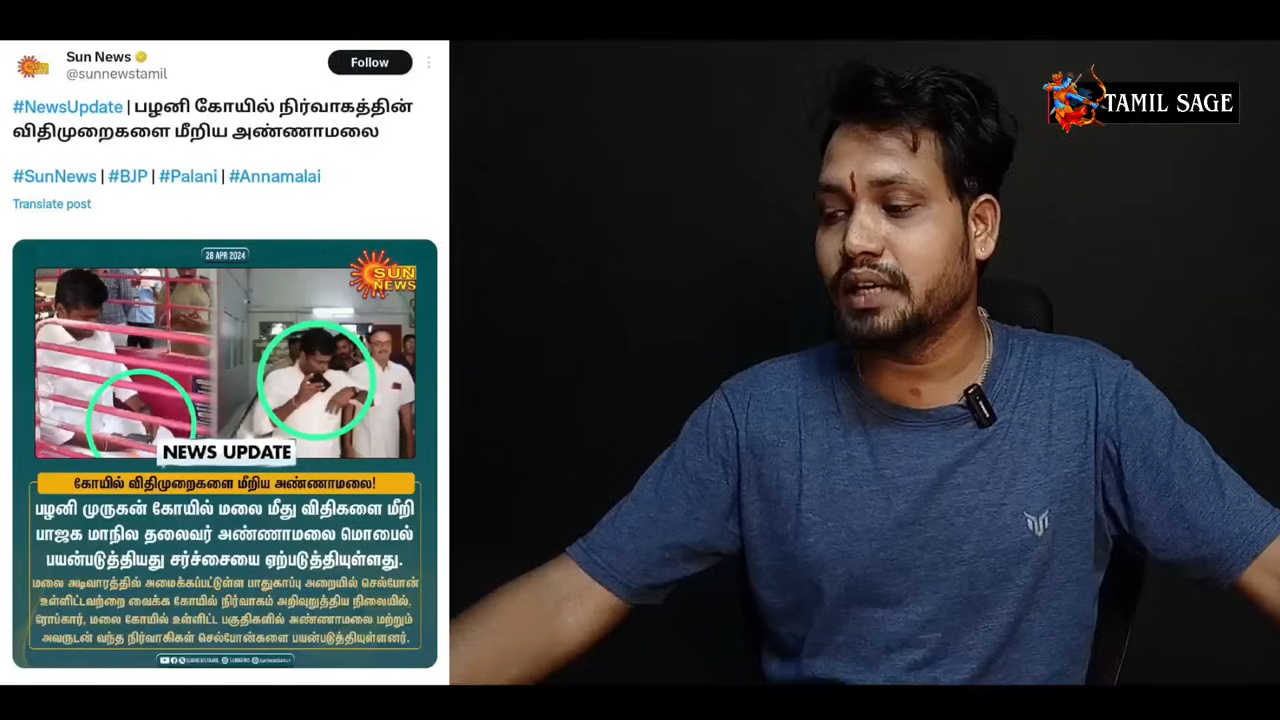 Sun News
@sunnewstamil
Follow
#NewsUpdate | பழனி கோயில் நிர்வாகத்தின்
விதிமுறைகளை மீறிய அண்ணாமலை
#SunNews | #BJP | #Palani | #Annamalai
Translate post
28 APR 2024
SUN
NEWS
NEWS UPDATE
கோயில் விதிமுறைகளை மீறிய அண்ணாமலை!
பழனி முருகன் கோயில் மலை மீது விதிகளை மீறி
பாஜக மாநில தலைவர் அண்ணாமலை மொபைல்
பயன்படுத்தியது சர்ச்சையை ஏற்படுத்தியுள்ளது.
மலை அடிவாரத்தில் அமைக்கப்பட்டுள்ள பாதுகாப்பு அறையில் செல்போன்
உள்ளிட்டவற்றை வைக்க கோயில் நிர்வாகம் அறிவுறுத்திய நிலையில்,
ரோப்கார், மலை கோயில் உள்ளிட்ட பகுதிகளில் அண்ணாமலை மற்றும்
அவருடன் வந்த நிர்வாகிகள் செல்போன்களை பயன்படுத்தியுள்ளனர்.
TAMIL SAGE